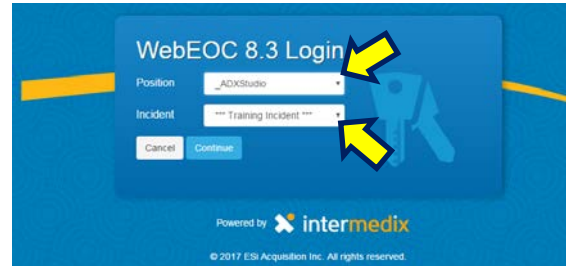 WebEOC 8.3 Login
Position _ADXStudio
Incident *** Training Incident ***
Cancel Continue
Powered by intermedix
© 2017 ESi Acquisition Inc. All rights reserved.